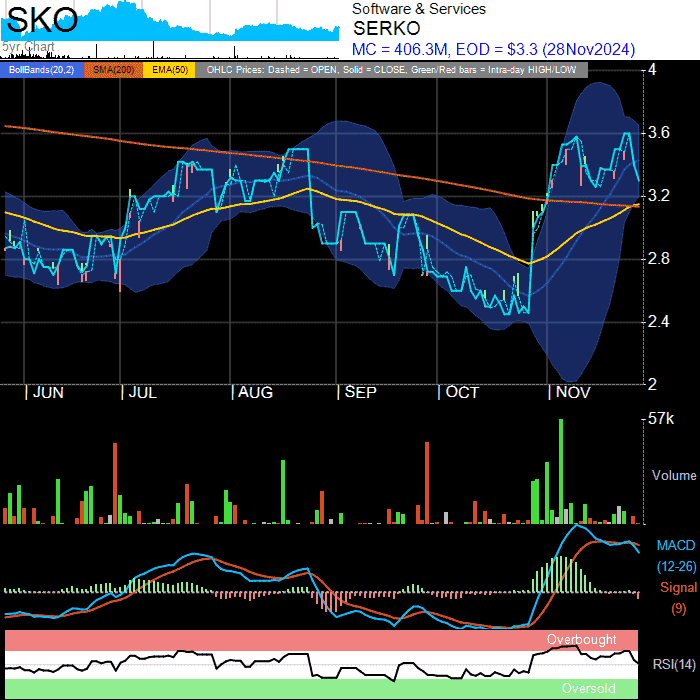 SKO
5yr Chart
Software & Services
SERKO
MC = 406.3M, EOD = $3.3 (28Nov2024)
BollBands(20,2) SMA(200) EMA(50) OHLC Prices: Dashed = OPEN, Solid = CLOSE, Green/Red bars = Intra-day HIGH/LOW
4
3.6
3.2
2.8
2.4
2
JUN JUL AUG SEP OCT NOV
57k
Volume
MACD
(12-26)
Signal
(9)
Overbought
RSI(14)
Oversold